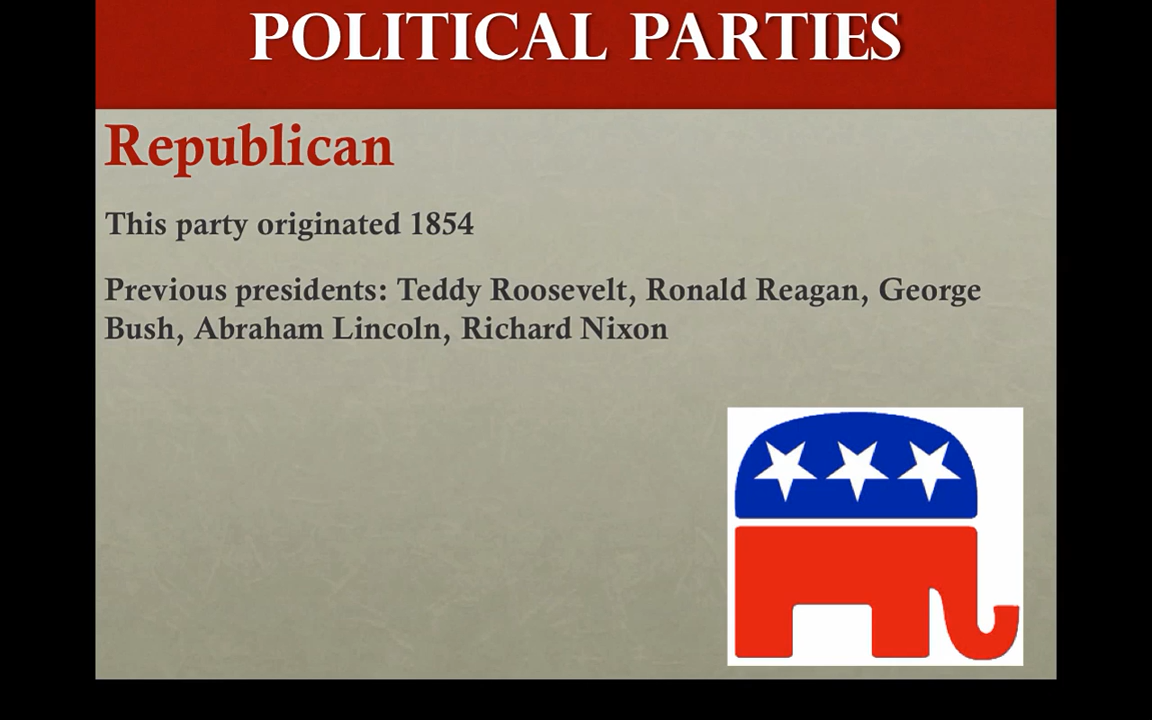 POLITICAL PARTIES
Republican
This party originated 1854
Previous presidents: Teddy Roosevelt, Ronald Reagan, George
Bush, Abraham Lincoln, Richard Nixon